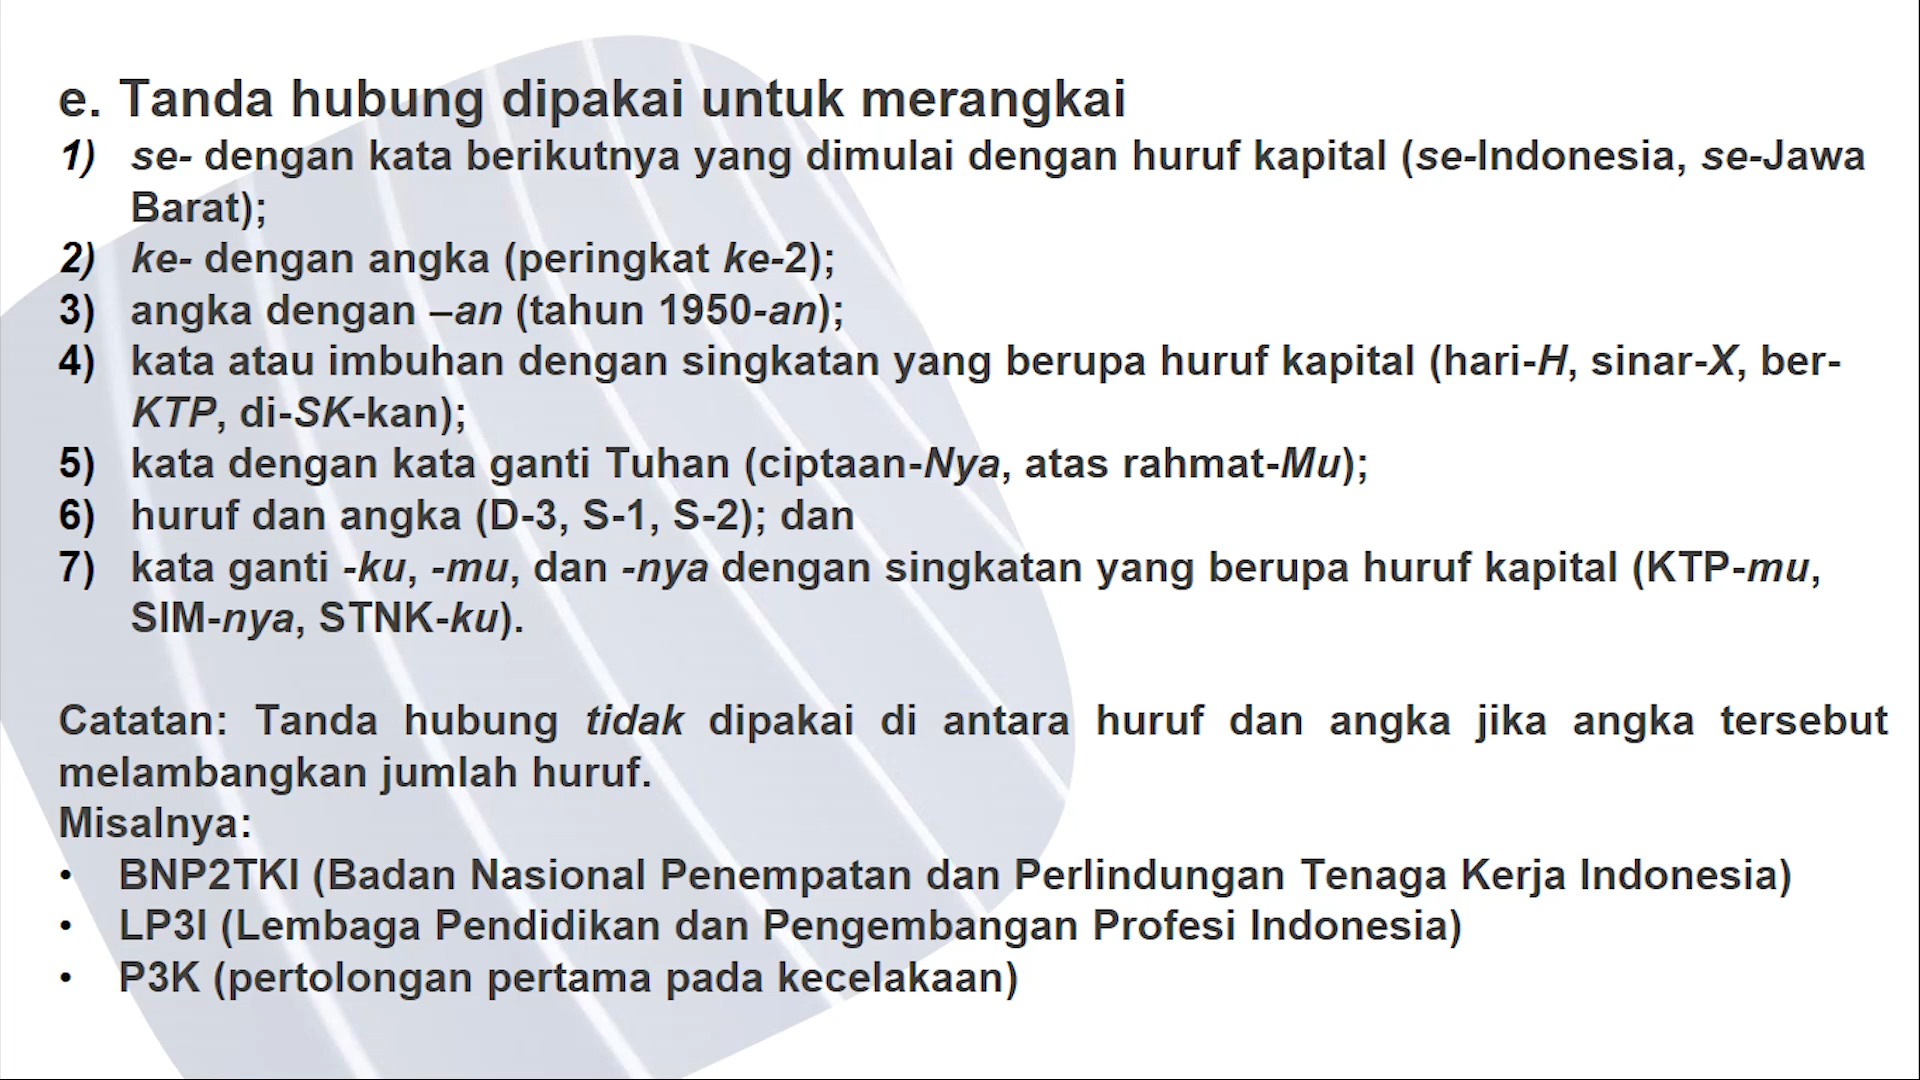 e. Tanda hubung dipakai untuk merangkai
1) se- dengan kata berikutnya yang dimulai dengan huruf kapital (se-Indonesia, se-Jawa
Barat);
2) ke- dengan angka (peringkat ke-2);
3) angka dengan –an (tahun 1950-an);
4) kata atau imbuhan dengan singkatan yang berupa huruf kapital (hari-H, sinar-X, ber-
KTP, di-SK-kan);
5) kata dengan kata ganti Tuhan (ciptaan-Nya, atas rahmat-Mu);
6) huruf dan angka (D-3, S-1, S-2); dan
7) kata ganti -ku, -mu, dan -nya dengan singkatan yang berupa huruf kapital (KTP-mu,
SIM-nya, STNK-ku).
Catatan: Tanda hubung tidak dipakai di antara huruf dan angka jika angka tersebut
melambangkan jumlah huruf.
Misalnya:
• BNP2TKI (Badan Nasional Penempatan dan Perlindungan Tenaga Kerja Indonesia)
• LP3I (Lembaga Pendidikan dan Pengembangan Profesi Indonesia)
• P3K (pertolongan pertama pada kecelakaan)